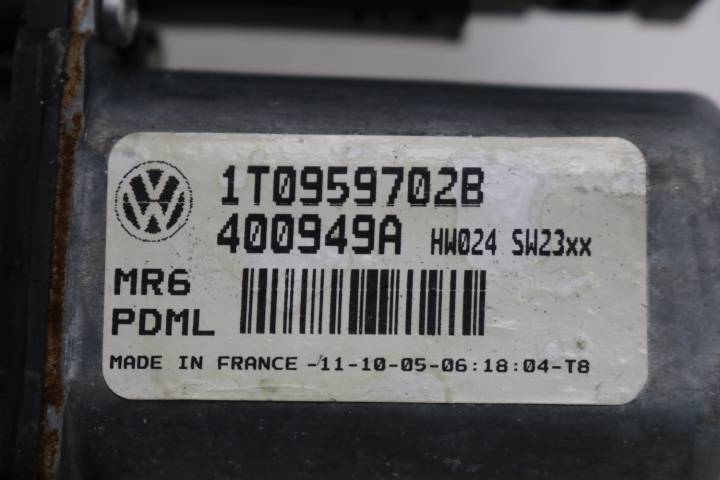 VW
1T0959702B
400949A HW024 SW23xx
MR6
PDML
MADE IN FRANCE -11-10-05-06:18:04-T8